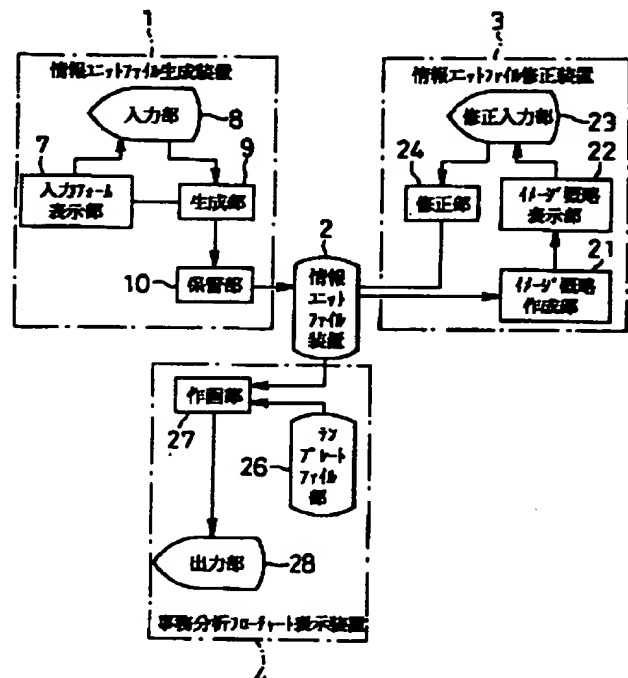 1
情報ユニットファイル生成装置
入力部
8
7
入力フォーム
表示部
9
生成部
10
保留部
2
情報
ユニット
ファイル
装置
3
情報ユニットファイル修正装置
修正入力部
23
24
修正部
22
イメージ概略
表示部
21
イメージ概略
作成部
作画部
27
テン
プレート
ファイル
部
26
出力部
28
事務分析フローチャート表示装置